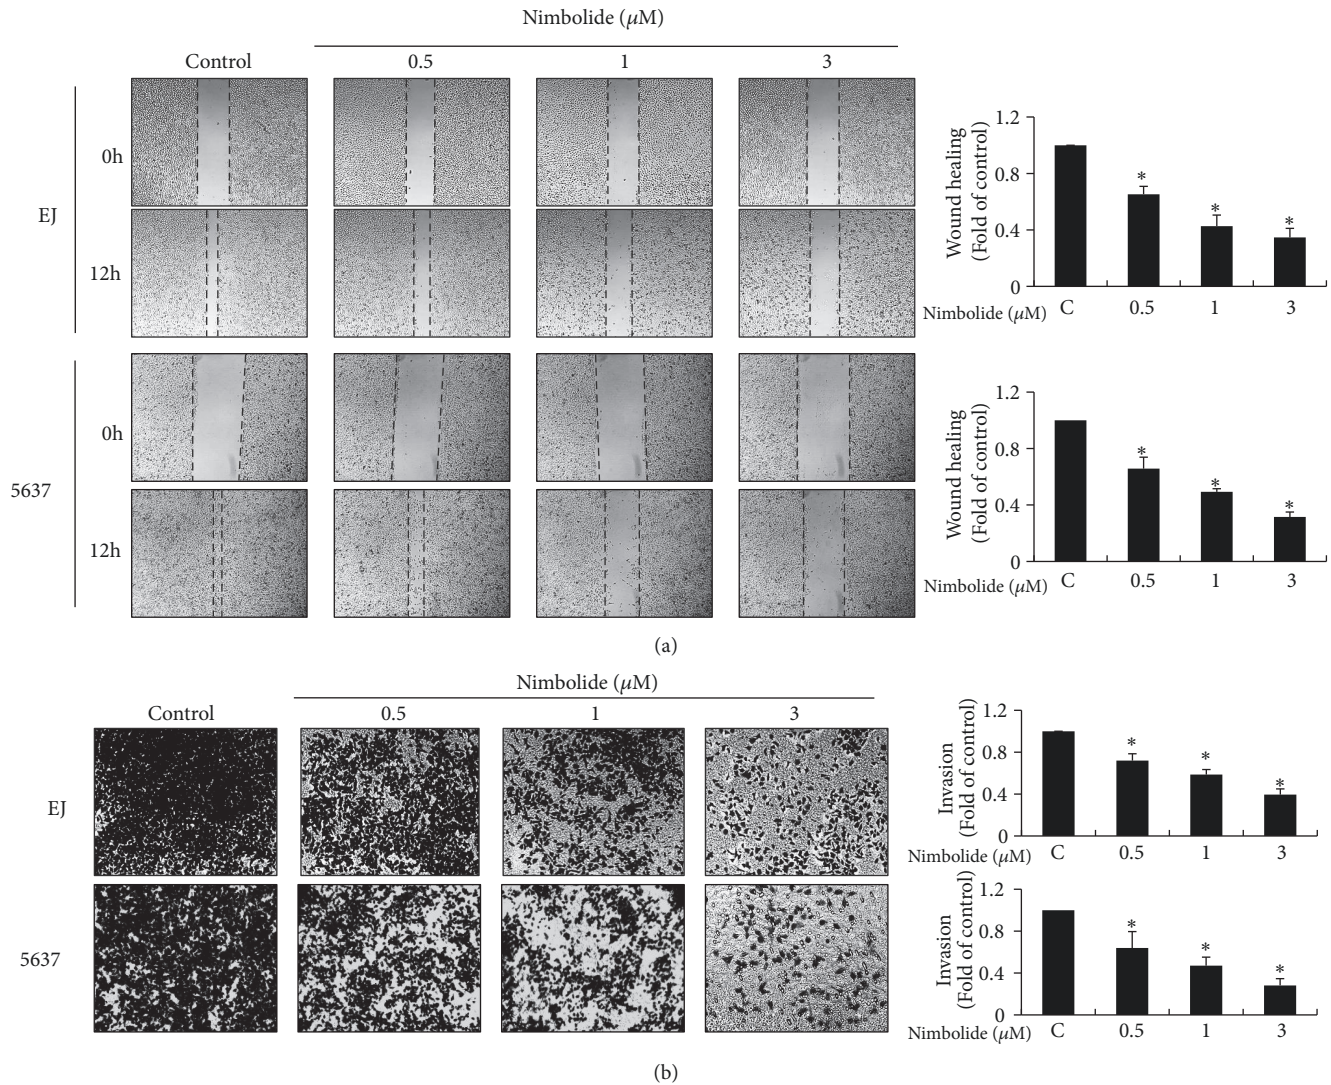 Nimbolide (µM)
Control 0.5 1 3
EJ
0h
12h
5637
0h
12h
Wound healing
(Fold of control)
1.2
0.8
0.4
0
* * *
Nimbolide (µM) C 0.5 1 3
Wound healing
(Fold of control)
1.2
0.8
0.4
0
* * *
Nimbolide (µM) C 0.5 1 3
(a)
Nimbolide (µM)
Control 0.5 1 3
EJ
5637
Invasion
(Fold of control)
1.2
0.8
0.4
0
* * *
Nimbolide (µM) C 0.5 1 3
Invasion
(Fold of control)
1.2
0.8
0.4
0
* * *
Nimbolide (µM) C 0.5 1 3
(b)